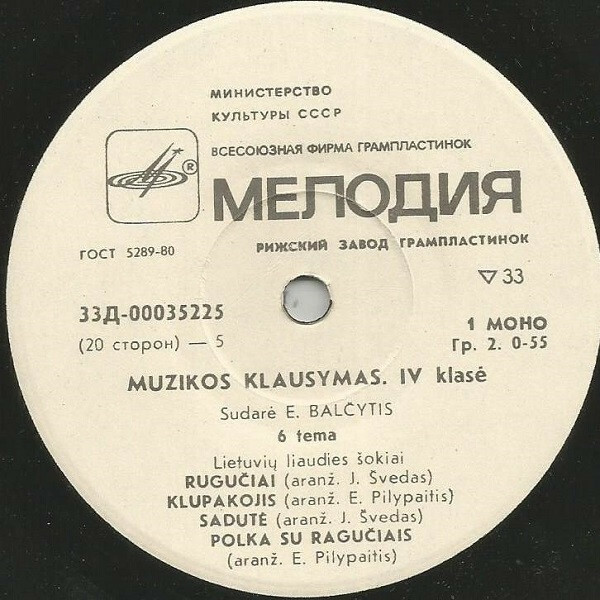 МИНИСТЕРСТВО
КУЛЬТУРЫ СССР
ВСЕСОЮЗНАЯ ФИРМА ГРАМПЛАСТИНОК
®
МЕЛОДИЯ
ГОСТ 5289-80
РИЖСКИЙ ЗАВОД ГРАМПЛАСТИНОК
▽ 33
33Д-00035225
(20 сторон) — 5
1 МОНО
Гр. 2. 0-55
MUZIKOS KLAUSYMAS. IV klasė
Sudarė E. BALČYTIS
6 tema
Lietuvių liaudies šokiai
RUGUČIAI (aranž. J. Švedas)
KLUPAKOJIS (aranž. E. Pilypaitis)
SADUTĖ (aranž. J. Švedas)
POLKA SU RAGUČIAIS
(aranž. E. Pilypaitis)